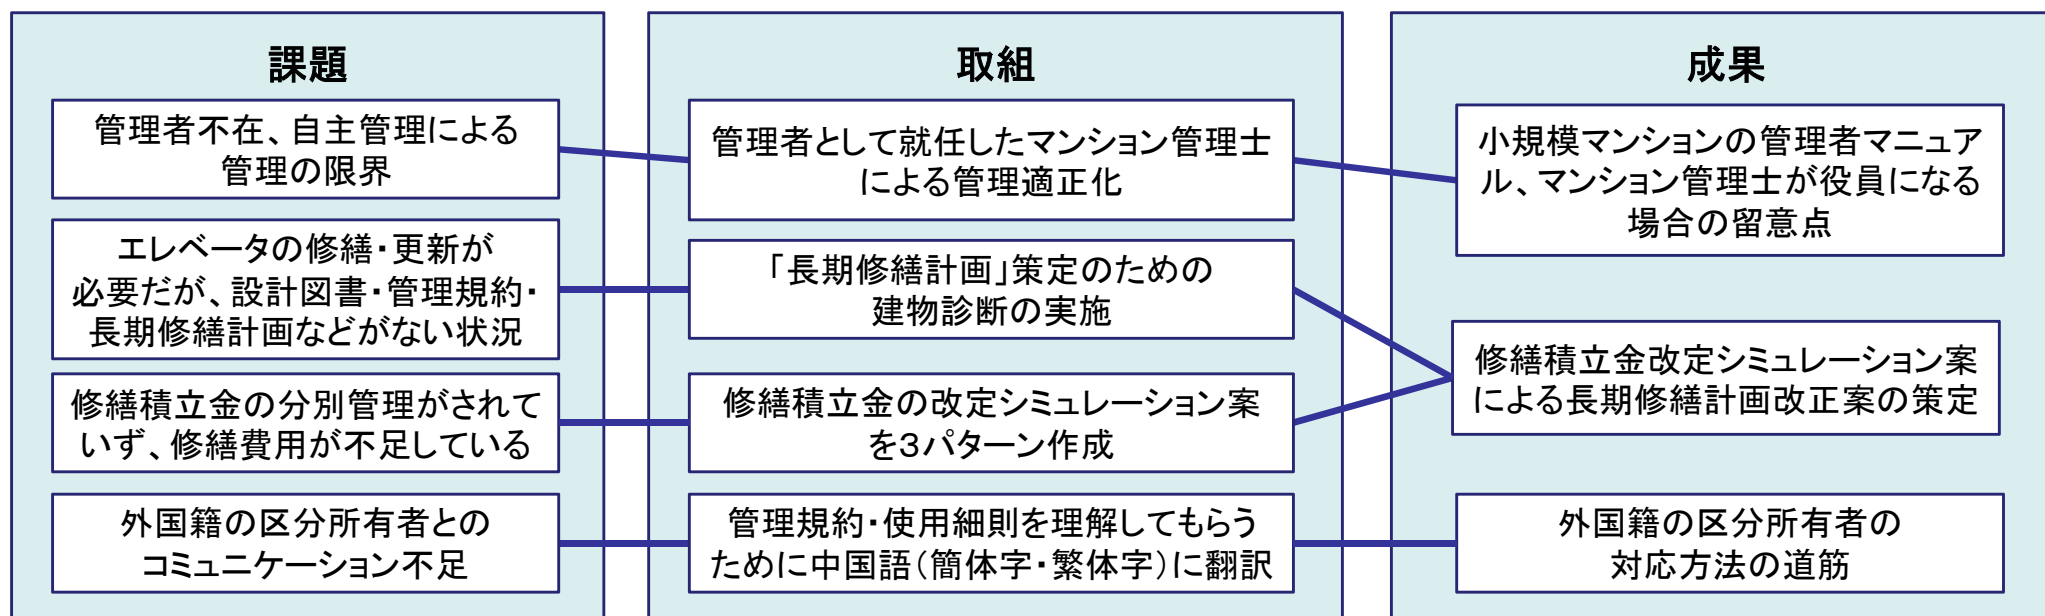 課題
管理者不在、自主管理による
管理の限界
エレベータの修繕・更新が
必要だが、設計図書・管理規約・
長期修繕計画などがない状況
修繕積立金の分別管理がされて
いず、修繕費用が不足している
外国籍の区分所有者との
コミュニケーション不足
取組
管理者として就任したマンション管理士
による管理適正化
「長期修繕計画」策定のための
建物診断の実施
修繕積立金の改定シミュレーション案
を3パターン作成
管理規約・使用細則を理解してもらう
ために中国語(簡体字・繁体字)に翻訳
成果
小規模マンションの管理者マニュア
ル、マンション管理士が役員になる
場合の留意点
修繕積立金改定シミュレーション案
による長期修繕計画改正案の策定
外国籍の区分所有者の
対応方法の道筋